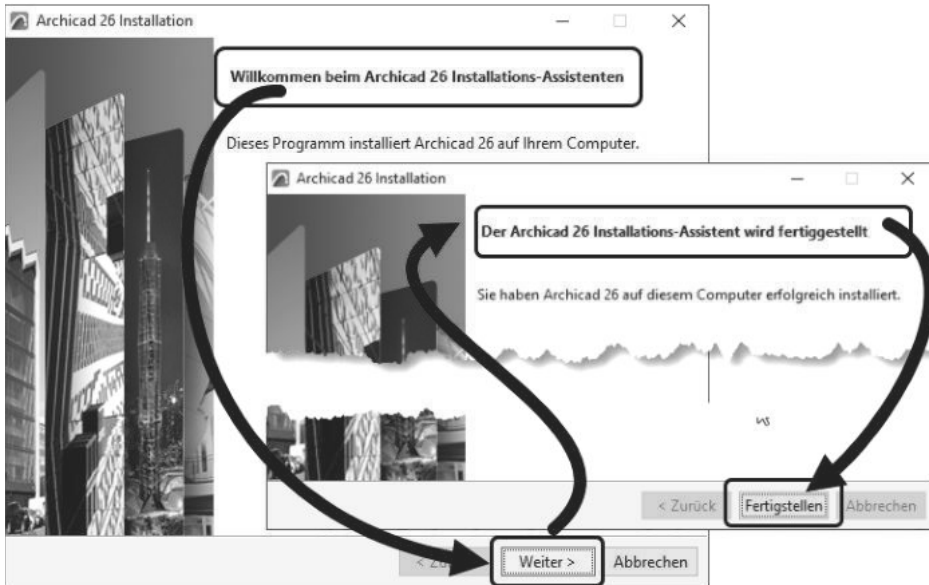 Archicad 26 Installation
Willkommen beim Archicad 26 Installations-Assistenten
Dieses Programm installiert Archicad 26 auf Ihrem Computer.
Archicad 26 Installation
Der Archicad 26 Installations-Assistent wird fertiggestellt
Sie haben Archicad 26 auf diesem Computer erfolgreich installiert.
< Zurück Fertigstellen Abbrechen
Weiter > Abbrechen